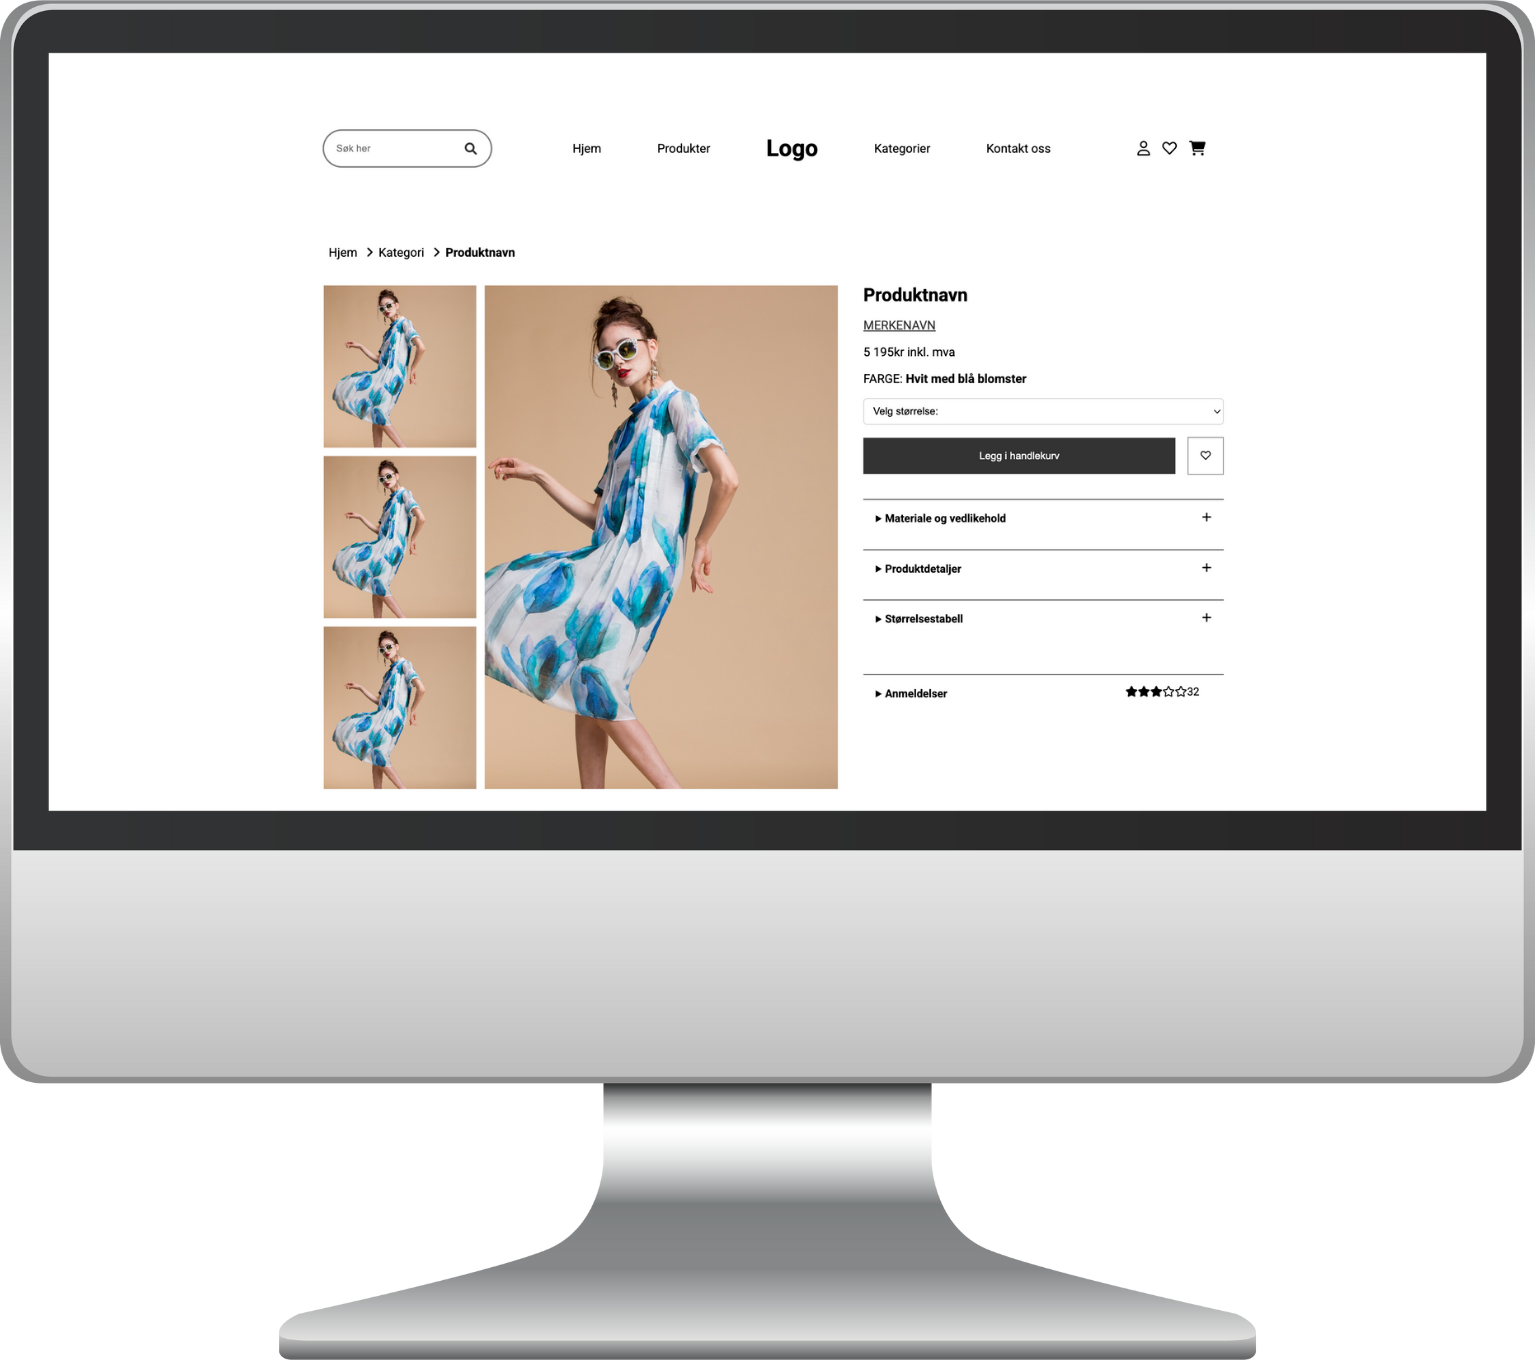 Søk her
Hjem
Produkter
Logo
Kategorier
Kontakt oss
Hjem > Kategori > Produktnavn
Produktnavn
MERKENAVN
5 195kr inkl. mva
FARGE: Hvit med blå blomster
Velg størrelse:
Legg i handlekurv
Materiale og vedlikehold
Produktdetaljer
Størrelsestabell
Anmeldelser
32